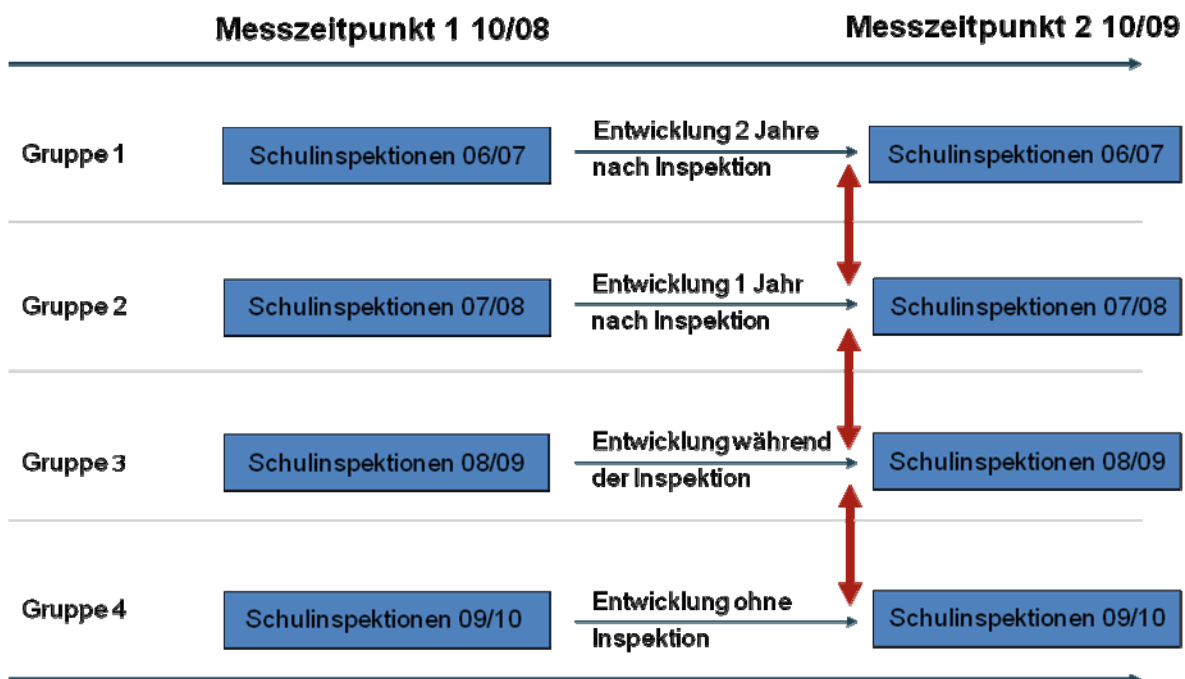 Messzeitpunkt 1 10/08
Messzeitpunkt 2 10/09
Gruppe 1
Schulinspektionen 06/07
Entwicklung 2 Jahre
nach Inspektion
Schulinspektionen 06/07
Gruppe 2
Schulinspektionen 07/08
Entwicklung 1 Jahr
nach Inspektion
Schulinspektionen 07/08
Gruppe 3
Schulinspektionen 08/09
Entwicklung während
der Inspektion
Schulinspektionen 08/09
Gruppe 4
Schulinspektionen 09/10
Entwicklung ohne
Inspektion
Schulinspektionen 09/10